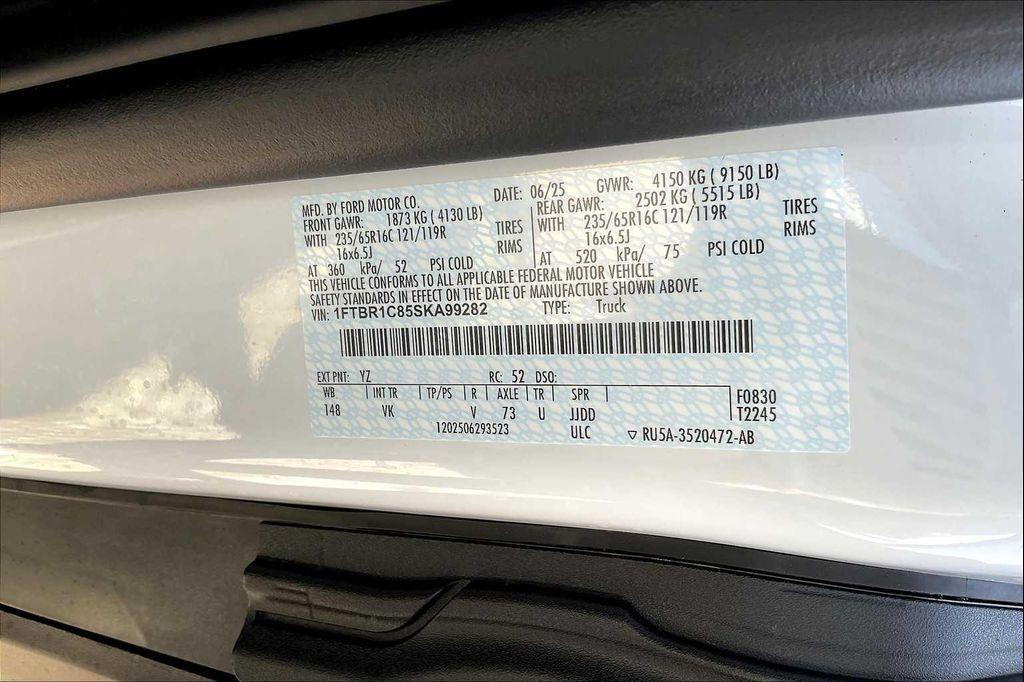 MFD. BY FORD MOTOR CO. DATE: 06/25 GVWR: 4150 KG ( 9150 LB)
FRONT GAWR: 1873 KG ( 4130 LB) REAR GAWR: 2502 KG ( 5515 LB)
WITH 235/65R16C 121/119R TIRES WITH 235/65R16C 121/119R TIRES
16x6.5J RIMS 16x6.5J RIMS
AT 360 kPa/ 52 PSI COLD AT 520 kPa/ 75 PSI COLD
THIS VEHICLE CONFORMS TO ALL APPLICABLE FEDERAL MOTOR VEHICLE
SAFETY STANDARDS IN EFFECT ON THE DATE OF MANUFACTURE SHOWN ABOVE.
VIN: 1FTBR1C85SKA99282 TYPE: Truck
EXT PNT: YZ RC: 52 DSO:
WB INT TR TP/PS R AXLE TR SPR F0830
148 VK V 73 U JJDD T2245
1202506293523 ULC ▽ RU5A-3520472-AB